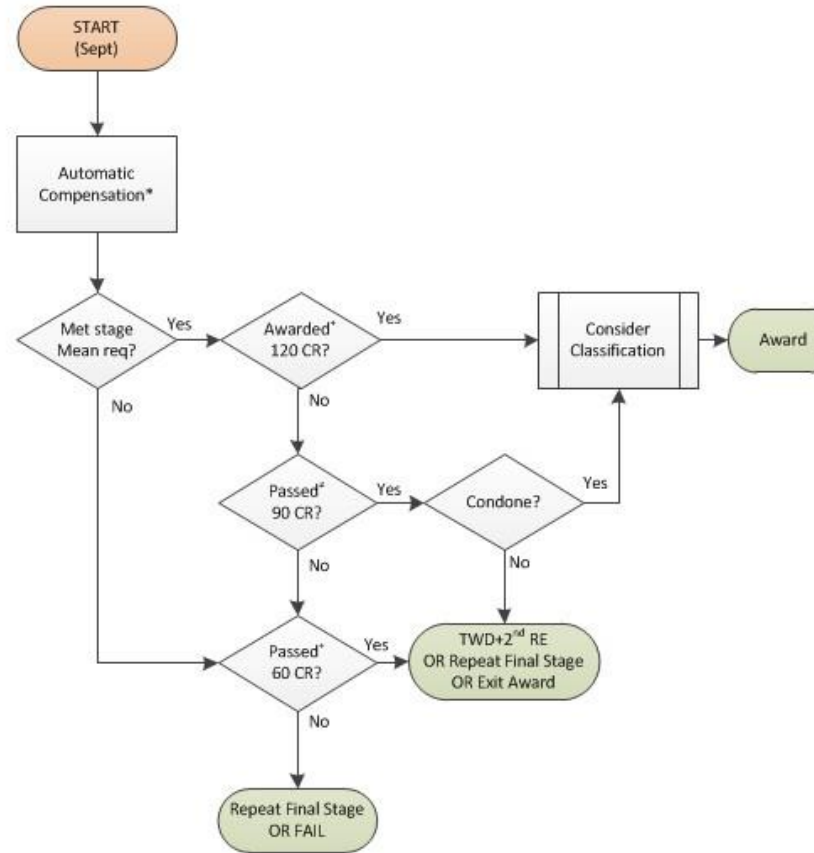 START
(Sept)
Automatic
Compensation*
Met stage
Mean req?
Yes
Awarded⁺
120 CR?
Yes
Consider
Classification
Award
No
No
Passed⁺
90 CR?
Yes
Condone?
Yes
No
No
Passed⁺
60 CR?
Yes
TWD+2ⁿᵈ RE
OR Repeat Final Stage
OR Exit Award
No
Repeat Final Stage
OR FAIL